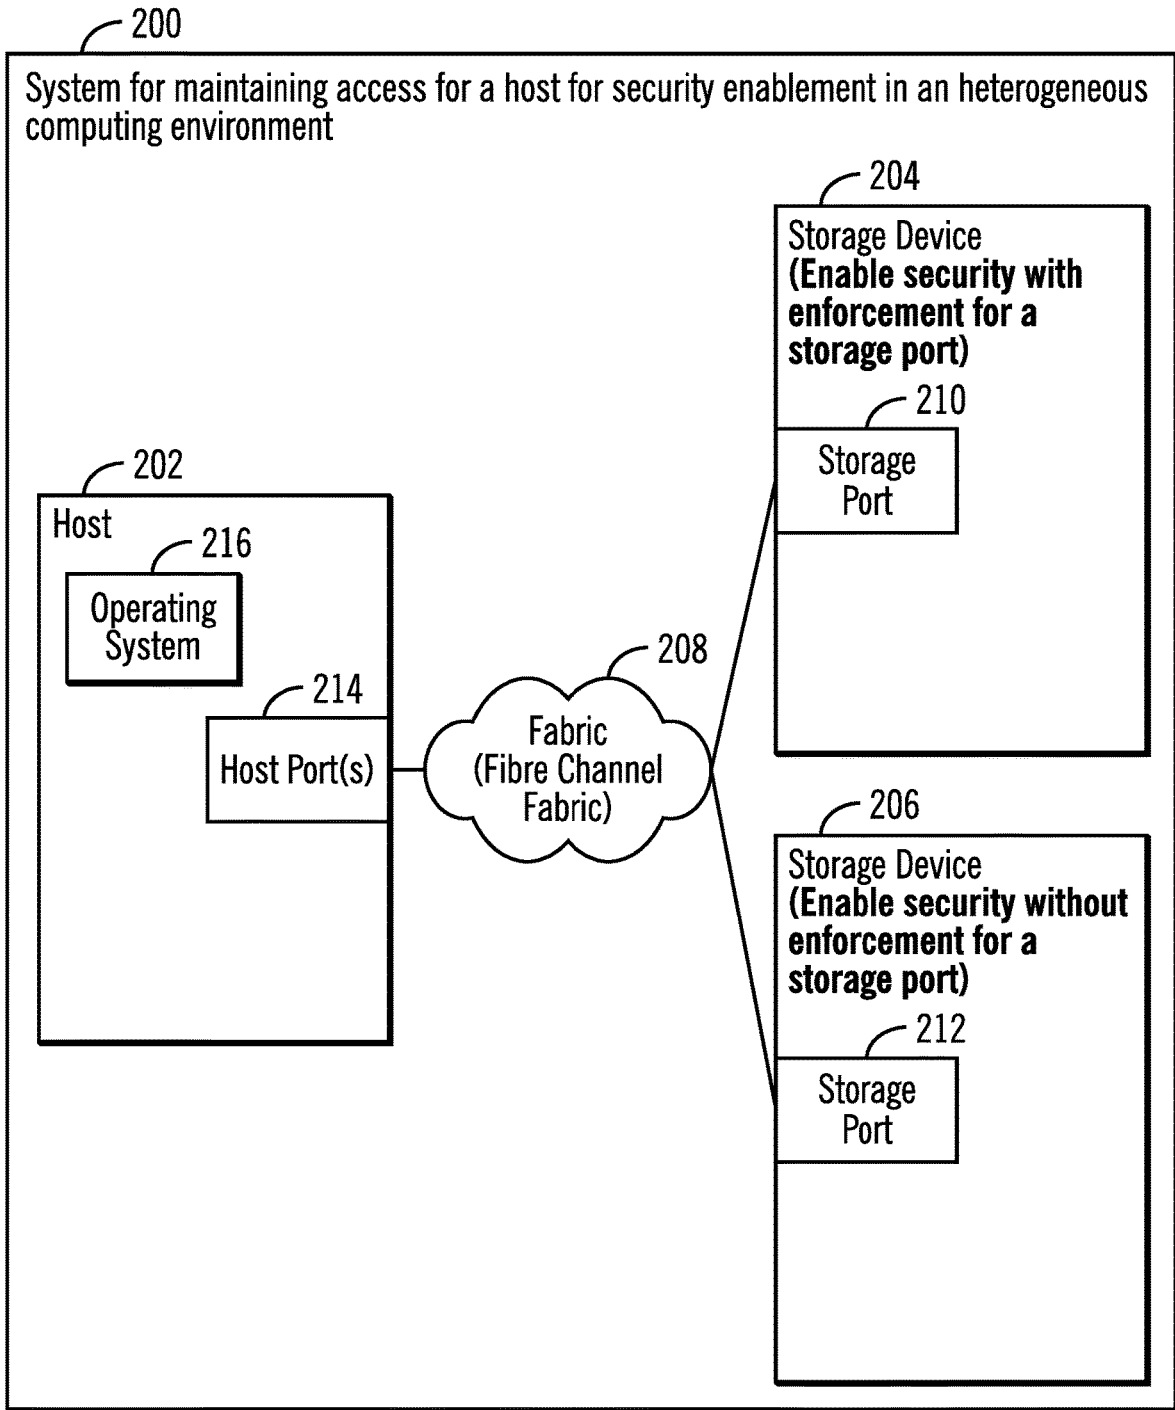 200
System for maintaining access for a host for security enablement in an heterogeneous
computing environment
204
Storage Device
(Enable security with
enforcement for a
storage port)
210
Storage
Port
202
Host
216
Operating
System
214
Host Port(s)
208
Fabric
(Fibre Channel
Fabric)
206
Storage Device
(Enable security without
enforcement for a
storage port)
212
Storage
Port